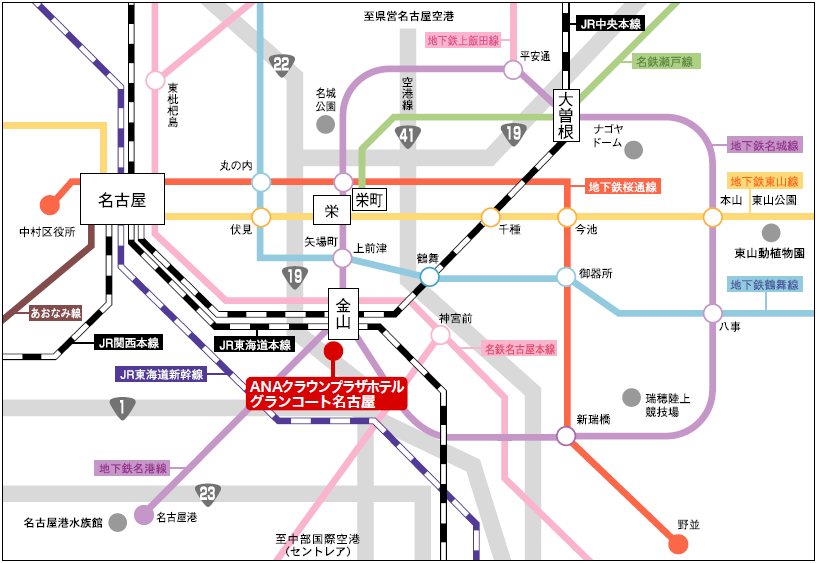 至県営名古屋空港
JR中央本線
地下鉄上飯田線
平安通
名鉄瀬戸線
22
東枇杷島
名城
公園
空港線
大曽根
41
19
ナゴヤ
ドーム
地下鉄名城線
丸の内
名古屋
栄町
地下鉄桜通線
地下鉄東山線
本山
東山公園
栄
中村区役所
伏見
千種
今池
矢場町
上前津
東山動植物園
鶴舞
19
御器所
地下鉄鶴舞線
あおなみ線
金山
神宮前
八事
JR関西本線
JR東海道本線
名鉄名古屋本線
JR東海道新幹線
ANAクラウンプラザホテル
グランコート名古屋
1
瑞穂陸上
競技場
新瑞橋
地下鉄名港線
23
名古屋港水族館
名古屋港
野並
至中部国際空港
(セントレア)